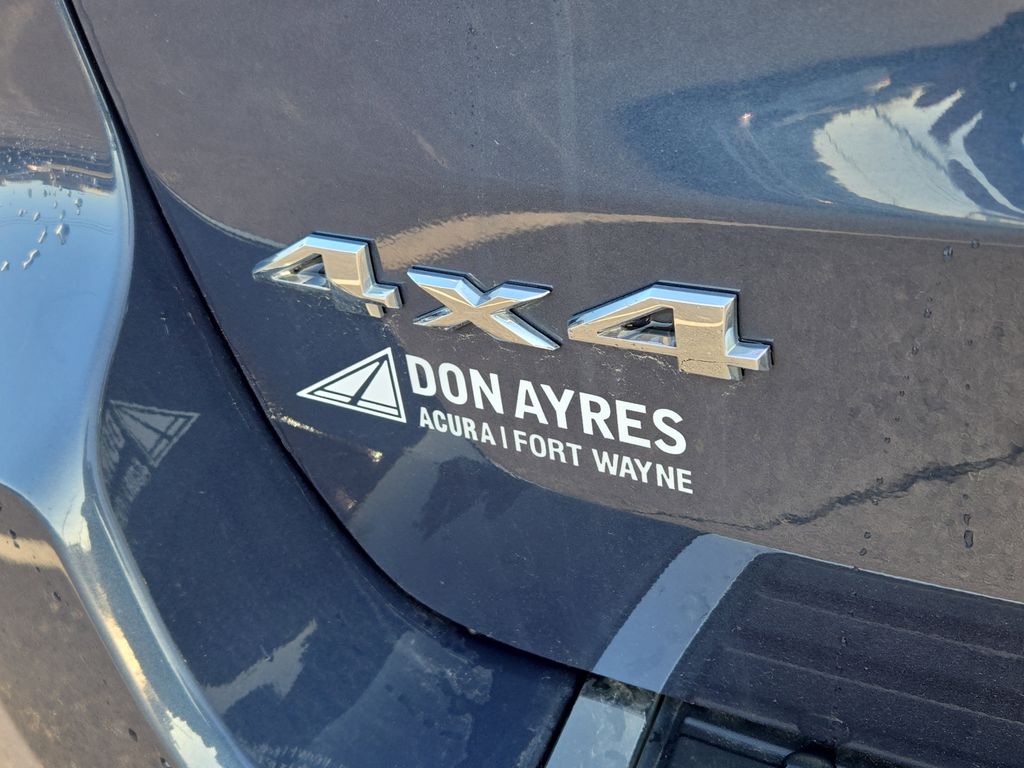 4X4
DON AYRES
ACURA | FORT WAYNE